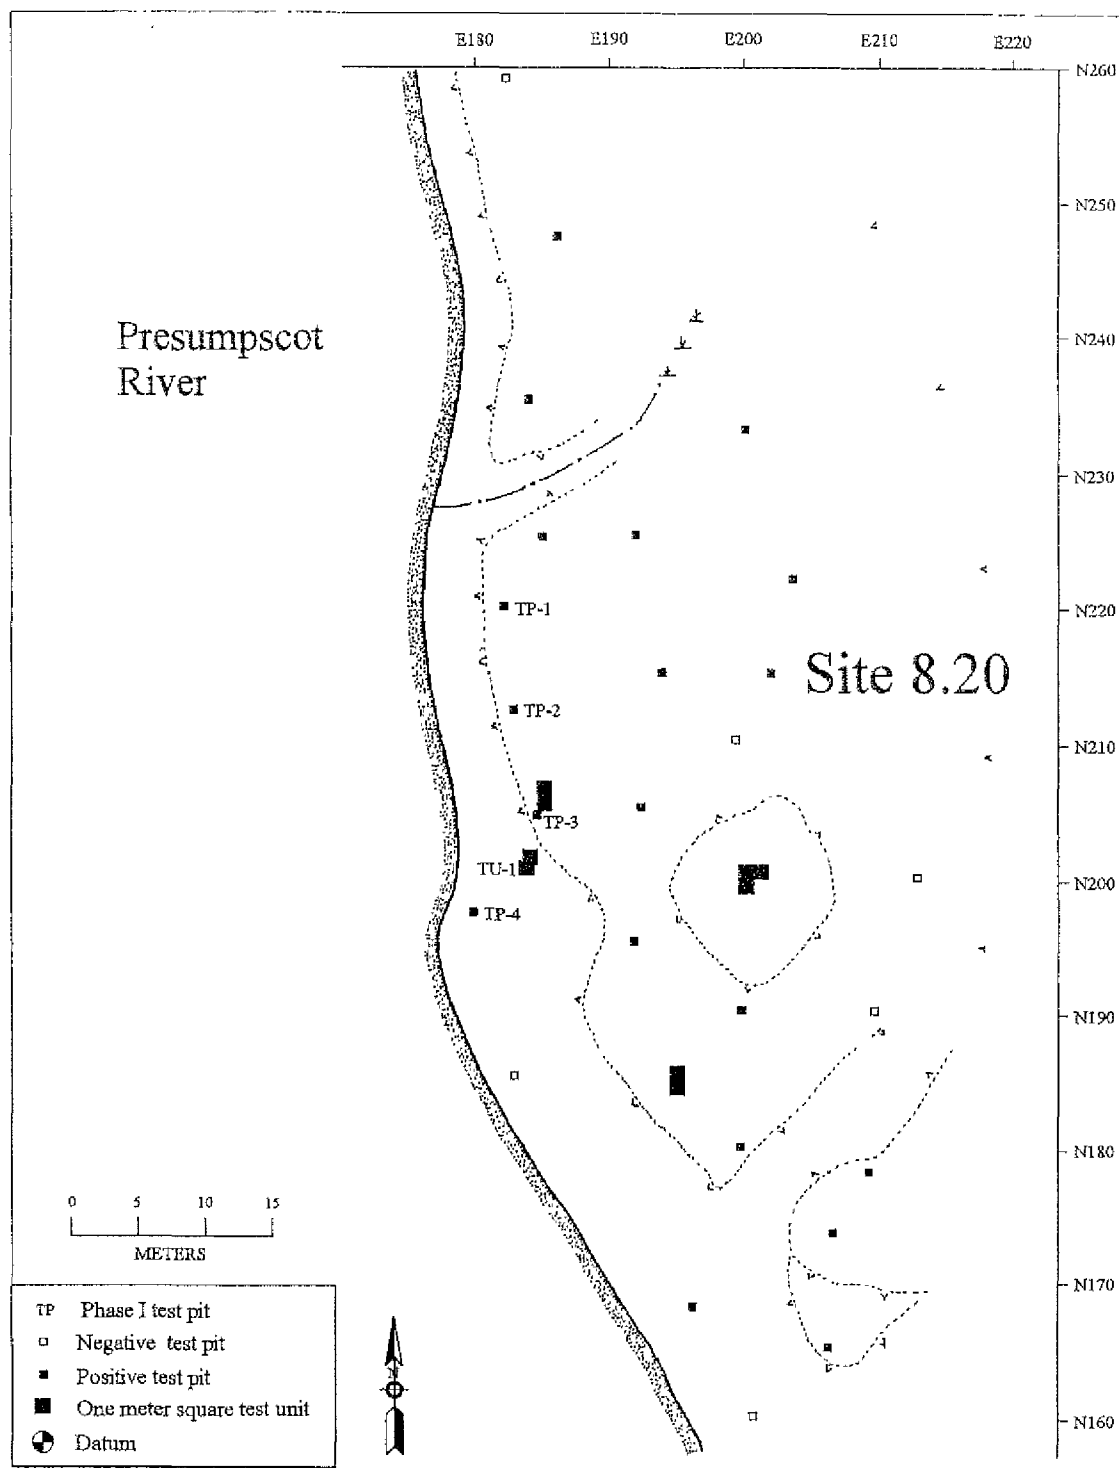 E180 E190 E200 E210 E220
N260
N250
Presumpscot
River
N240
N230
TP-1
N220
Site 8.20
TP-2
N210
TP-3
TU-1
N200
TP-4
N190
N180
0 5 10 15
METERS
N170
TP Phase I test pit
Negative test pit
Positive test pit
One meter square test unit
Datum
N
N160